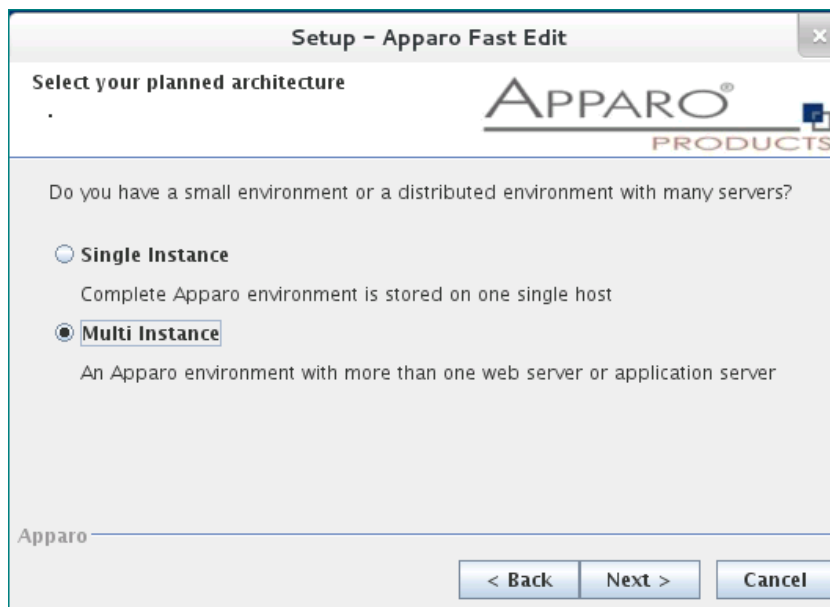 Setup - Apparo Fast Edit
Select your planned architecture
.
APPARO®
PRODUCTS
Do you have a small environment or a distributed environment with many servers?
Single Instance
Complete Apparo environment is stored on one single host
Multi Instance
An Apparo environment with more than one web server or application server
Apparo
< Back Next > Cancel